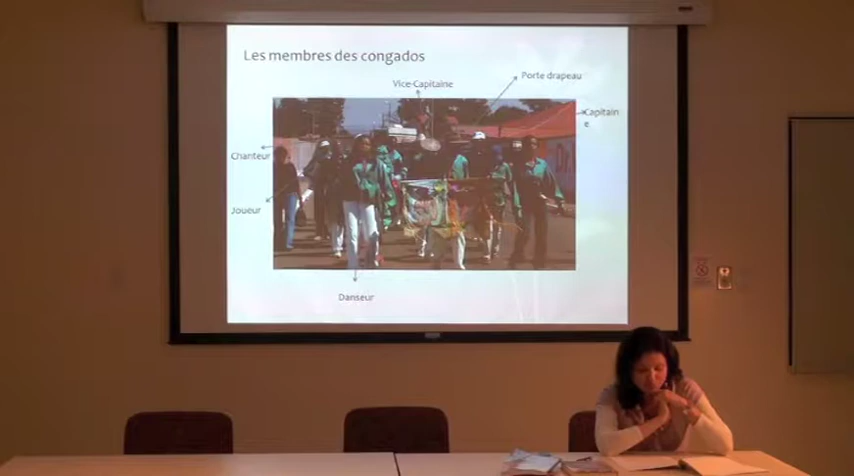 Les membres des congados
Porte drapeau
Vice-Capitaine
Capitain
e
Chanteur
Joueur
Danseur